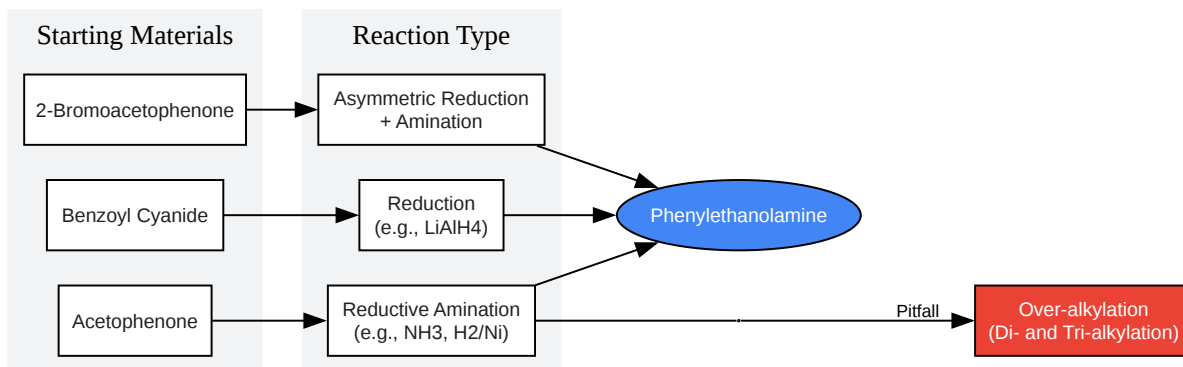 Starting Materials
Reaction Type
2-Bromoacetophenone
Asymmetric Reduction
+ Amination
Benzoyl Cyanide
Reduction
(e.g., LiAlH4)
Phenylethanolamine
Acetophenone
Reductive Amination
(e.g., NH3, H2/Ni)
Pitfall
Over-alkylation
(Di- and Tri-alkylation)